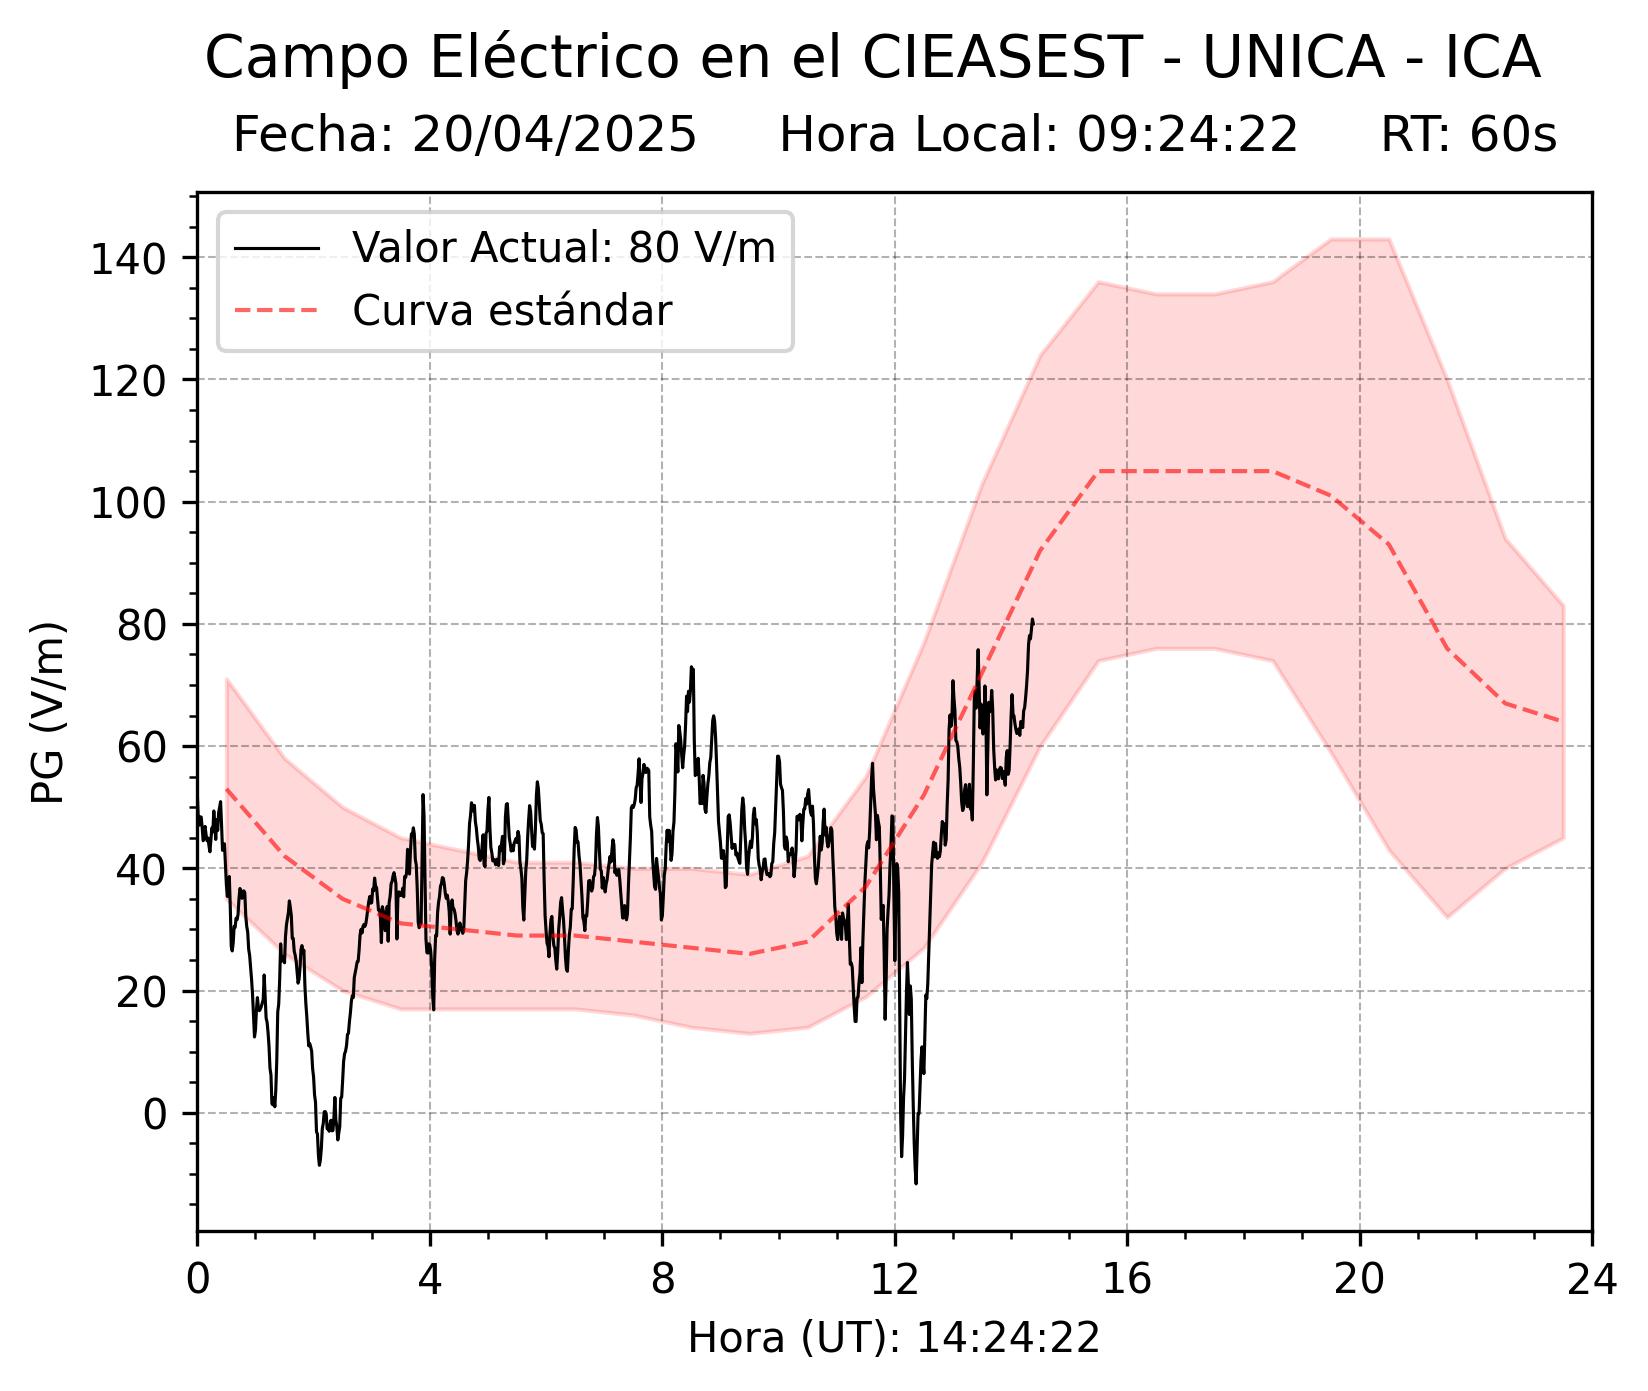 Campo Eléctrico en el CIEASEST - UNICA - ICA
Fecha: 20/04/2025 Hora Local: 09:24:22 RT: 60s
Valor Actual: 80 V/m
Curva estándar
140
120
100
80
60
40
20
0
PG (V/m)
0 4 8 12 16 20 24
Hora (UT): 14:24:22